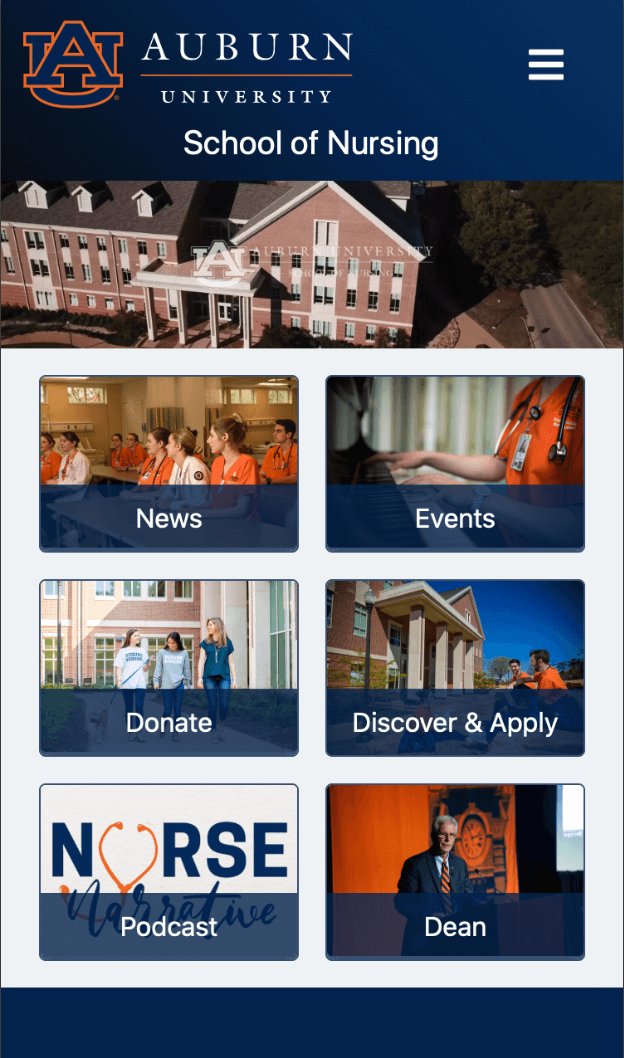 AU
AUBURN
UNIVERSITY
School of Nursing
AU AUBURN UNIVERSITY
SCHOOL OF NURSING
News
Events
Donate
Discover & Apply
NURSE
Narrative
Podcast
Dean